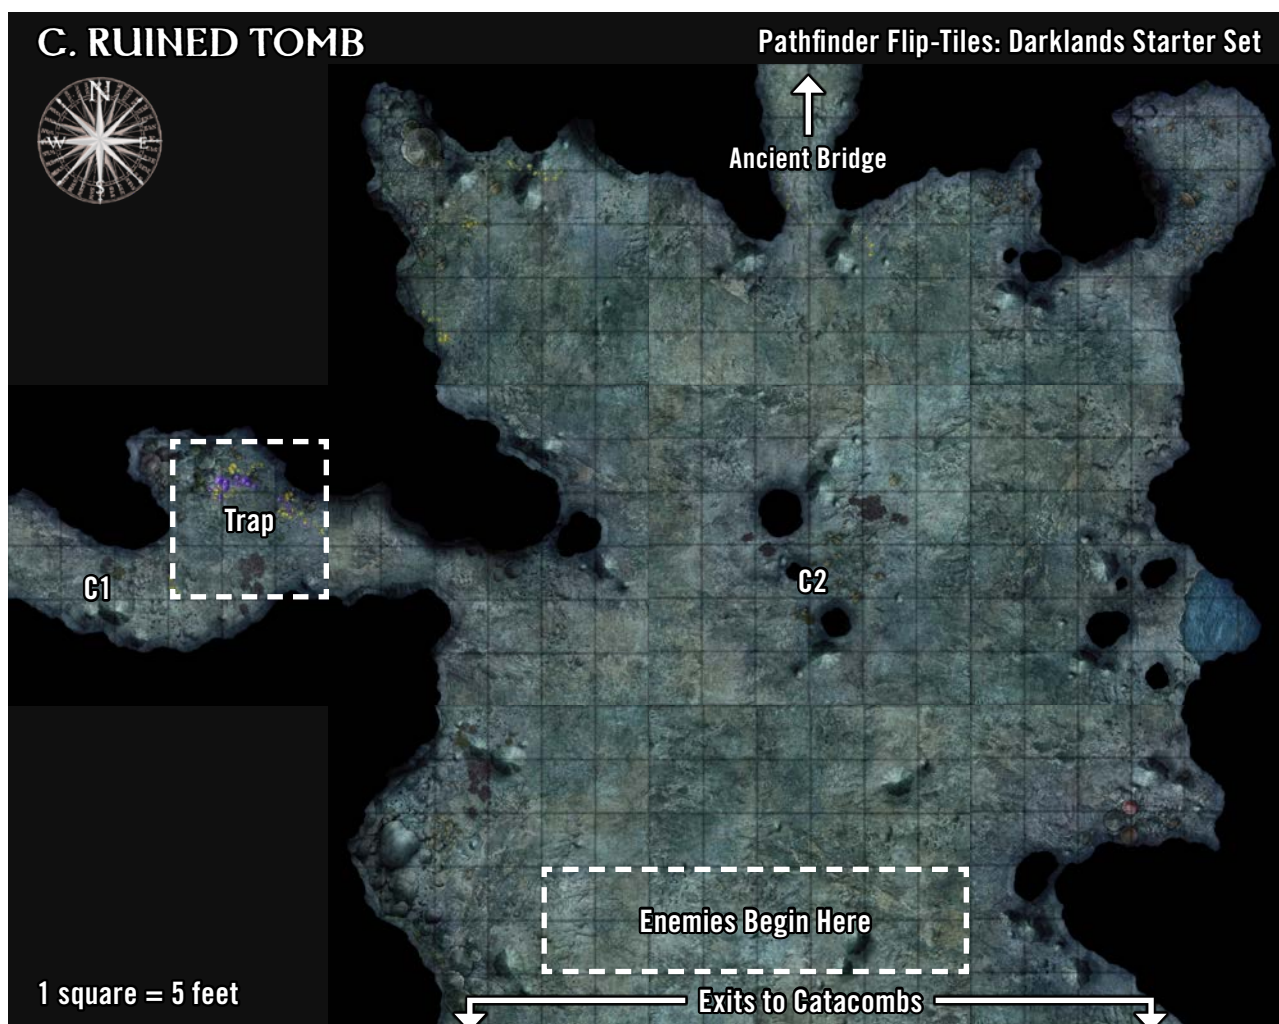 C. RUINED TOMB
Pathfinder Flip-Tiles: Darklands Starter Set
N
W E
S
Ancient Bridge
Trap
C1
C2
Enemies Begin Here
1 square = 5 feet
Exits to Catacombs